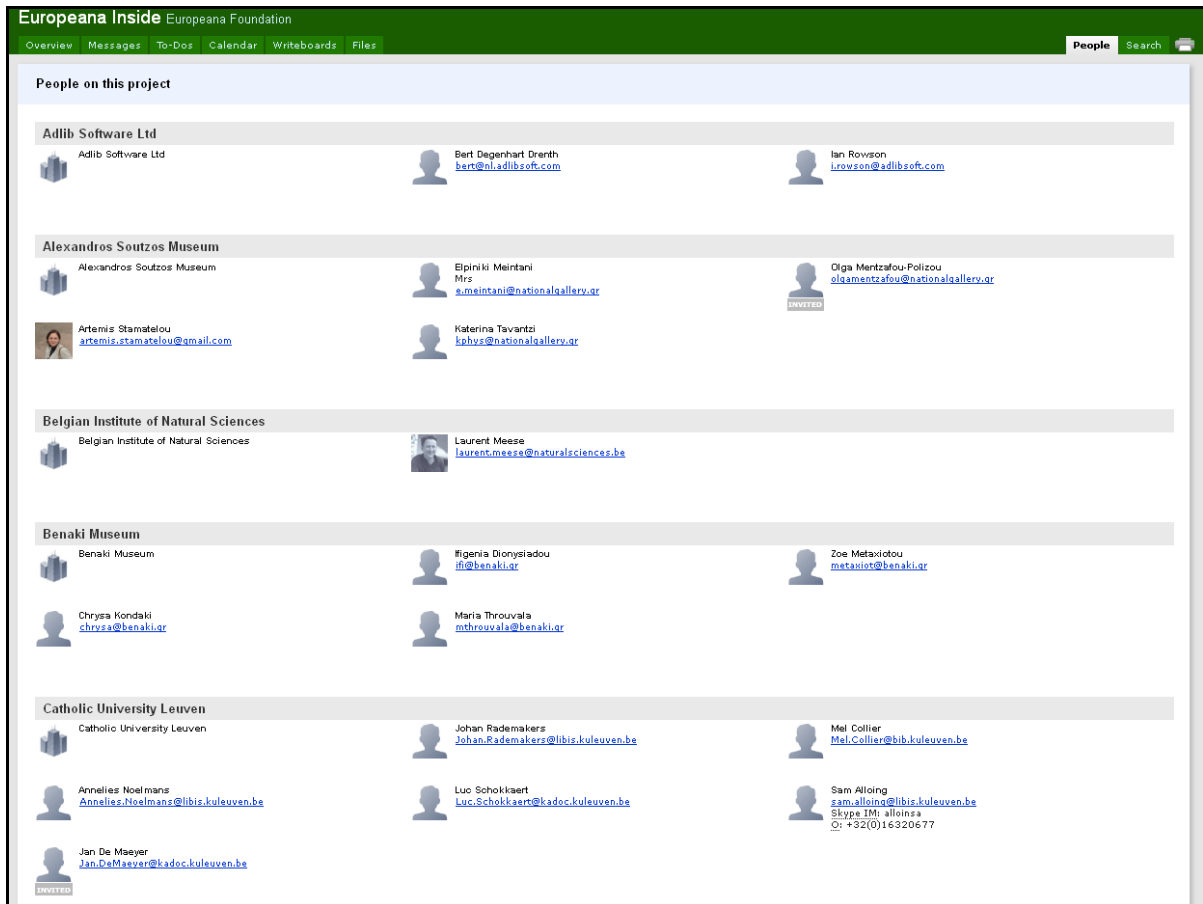 Europeana Inside Europeana Foundation
Overview Messages To-Dos Calendar Writeboards Files People Search
People on this project
Adlib Software Ltd
Adlib Software Ltd
Bert Degenhart Drenth
bert@nl.adlibsoft.com
Ian Rowson
i.rowson@adlibsoft.com
Alexandros Soutzos Museum
Alexandros Soutzos Museum
Elpiniki Meintani
Mrs
e.meintani@nationalgallery.gr
Olga Mentzafou-Polizou
olgamentzafou@nationalgallery.gr
INVITED
Artemis Stamatelou
artemis.stamatelou@gmail.com
Katerina Tavantzi
kphys@nationalgallery.gr
Belgian Institute of Natural Sciences
Belgian Institute of Natural Sciences
Laurent Meese
laurent.meese@naturalsciences.be
Benaki Museum
Benaki Museum
Ifigenia Dionysiadou
ifi@benaki.gr
Zoe Metaxiotou
metaxiot@benaki.gr
Chrysa Kondaki
chrysa@benaki.gr
Maria Throuvala
mthrouvala@benaki.gr
Catholic University Leuven
Catholic University Leuven
Johan Rademakers
Johan.Rademakers@libis.kuleuven.be
Mel Collier
Mel.Collier@bib.kuleuven.be
Annelies Noelmans
Annelies.Noelmans@libis.kuleuven.be
Luc Schokkaert
Luc.Schokkaert@kadoc.kuleuven.be
Sam Alloing
sam.alloing@libis.kuleuven.be
Skype IM: alloinsa
O: +32(0)16320677
Jan De Maeyer
Jan.DeMaeyer@kadoc.kuleuven.be
INVITED